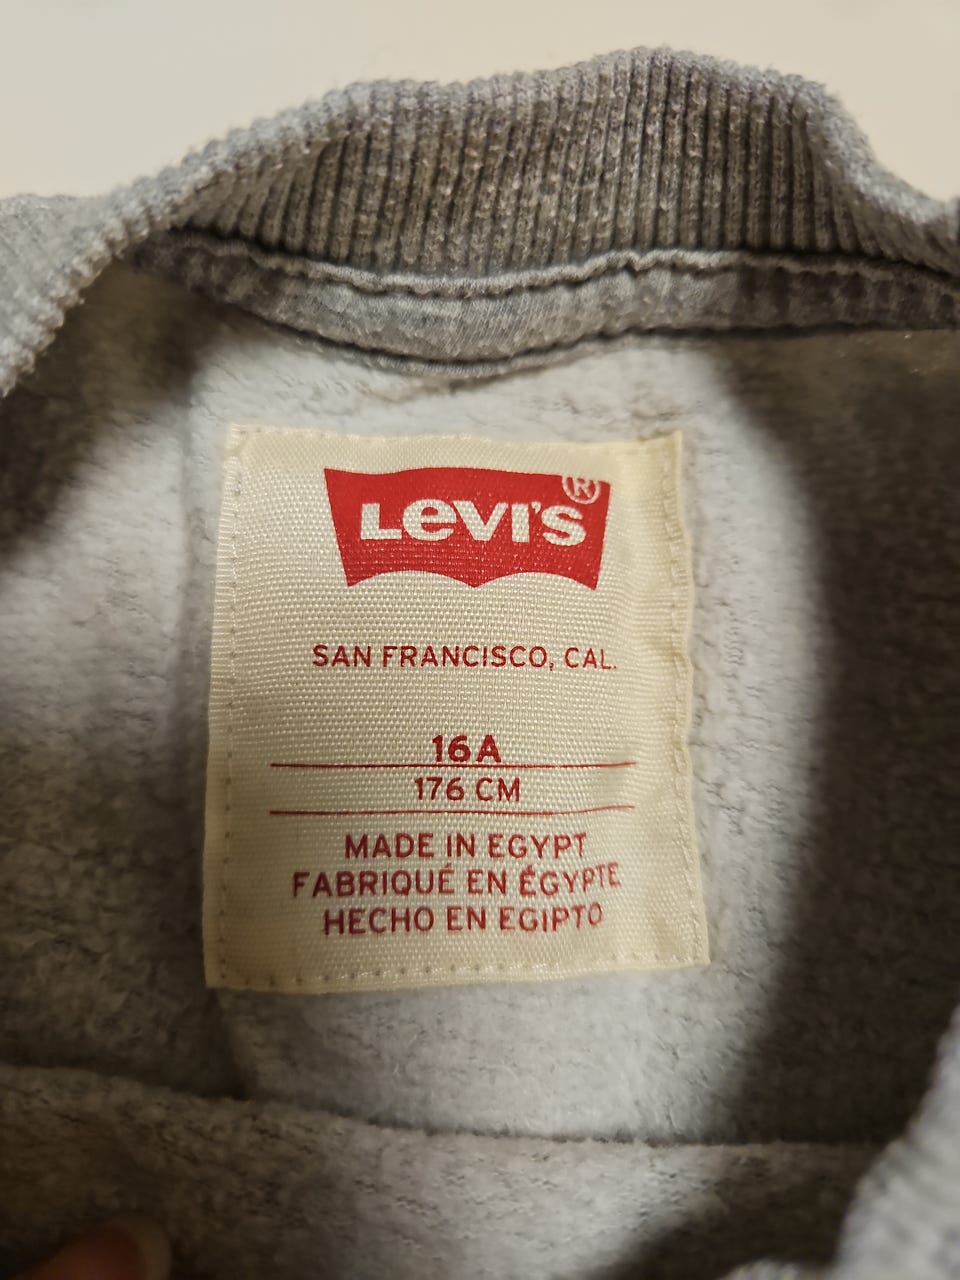 LEVI'S®
SAN FRANCISCO, CAL.
16A
176 CM
MADE IN EGYPT
FABRIQUÉ EN ÉGYPTE
HECHO EN EGIPTO